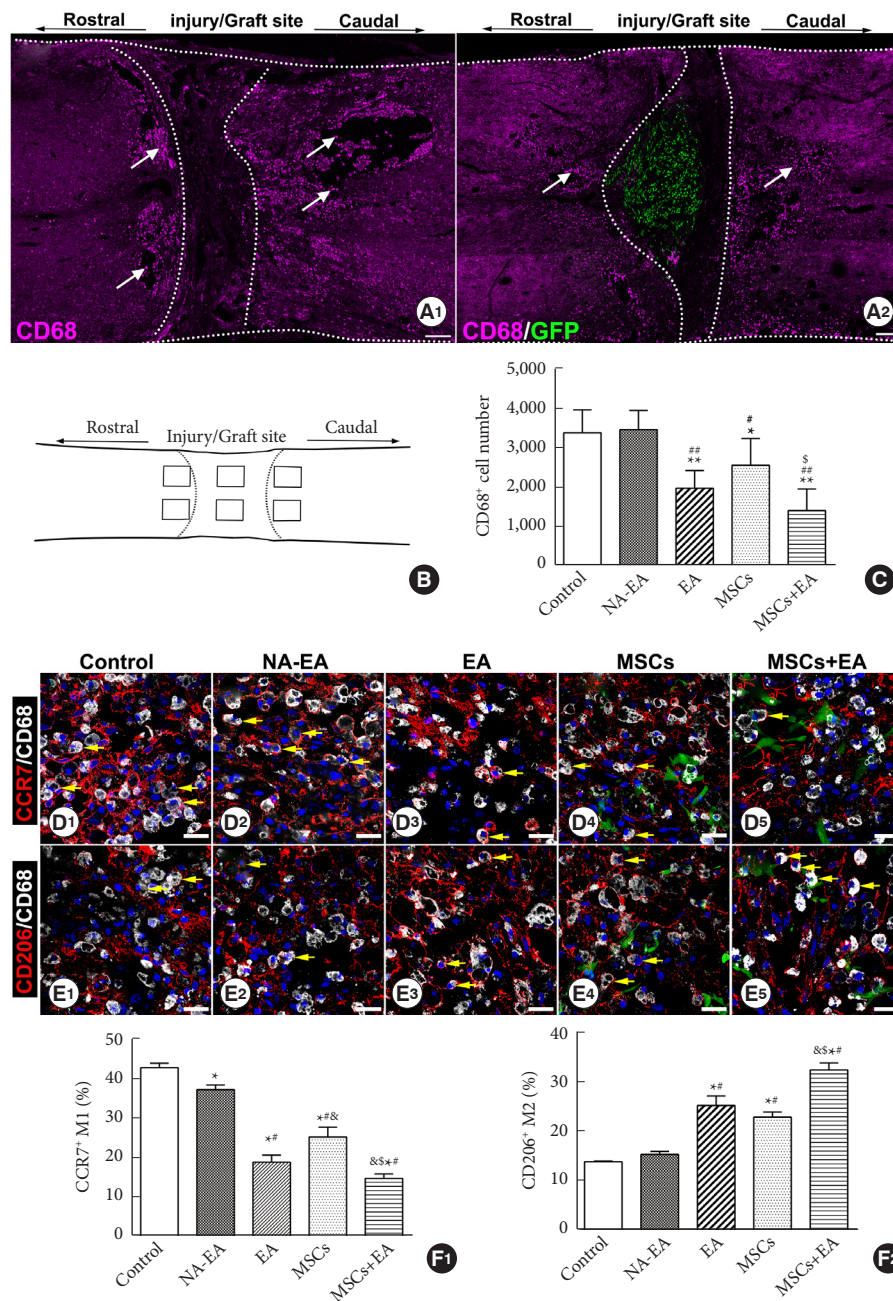 Rostral injury/Graft site Caudal
Rostral injury/Graft site Caudal
CD68
A1
CD68/GFP
A2
Rostral Injury/Graft site Caudal
B
5,000
4,000
3,000
2,000
1,000
0
CD68+ cell number
##
**
#
*
$
##
**
Control
NA-EA
EA
MSCs
MSCs+EA
C
Control NA-EA EA MSCs MSCs+EA
CCR7/CD68
D1
D2
D3
D4
D5
CD206/CD68
E1
E2
E3
E4
E5
50
40
30
20
10
0
CCR7+ M1 (%)
*
*#
*#&
&$*#
Control
NA-EA
EA
MSCs
MSCs+EA
F1
40
30
20
10
0
CD206+ M2 (%)
*#
*#
&$*#
Control
NA-EA
EA
MSCs
MSCs+EA
F2